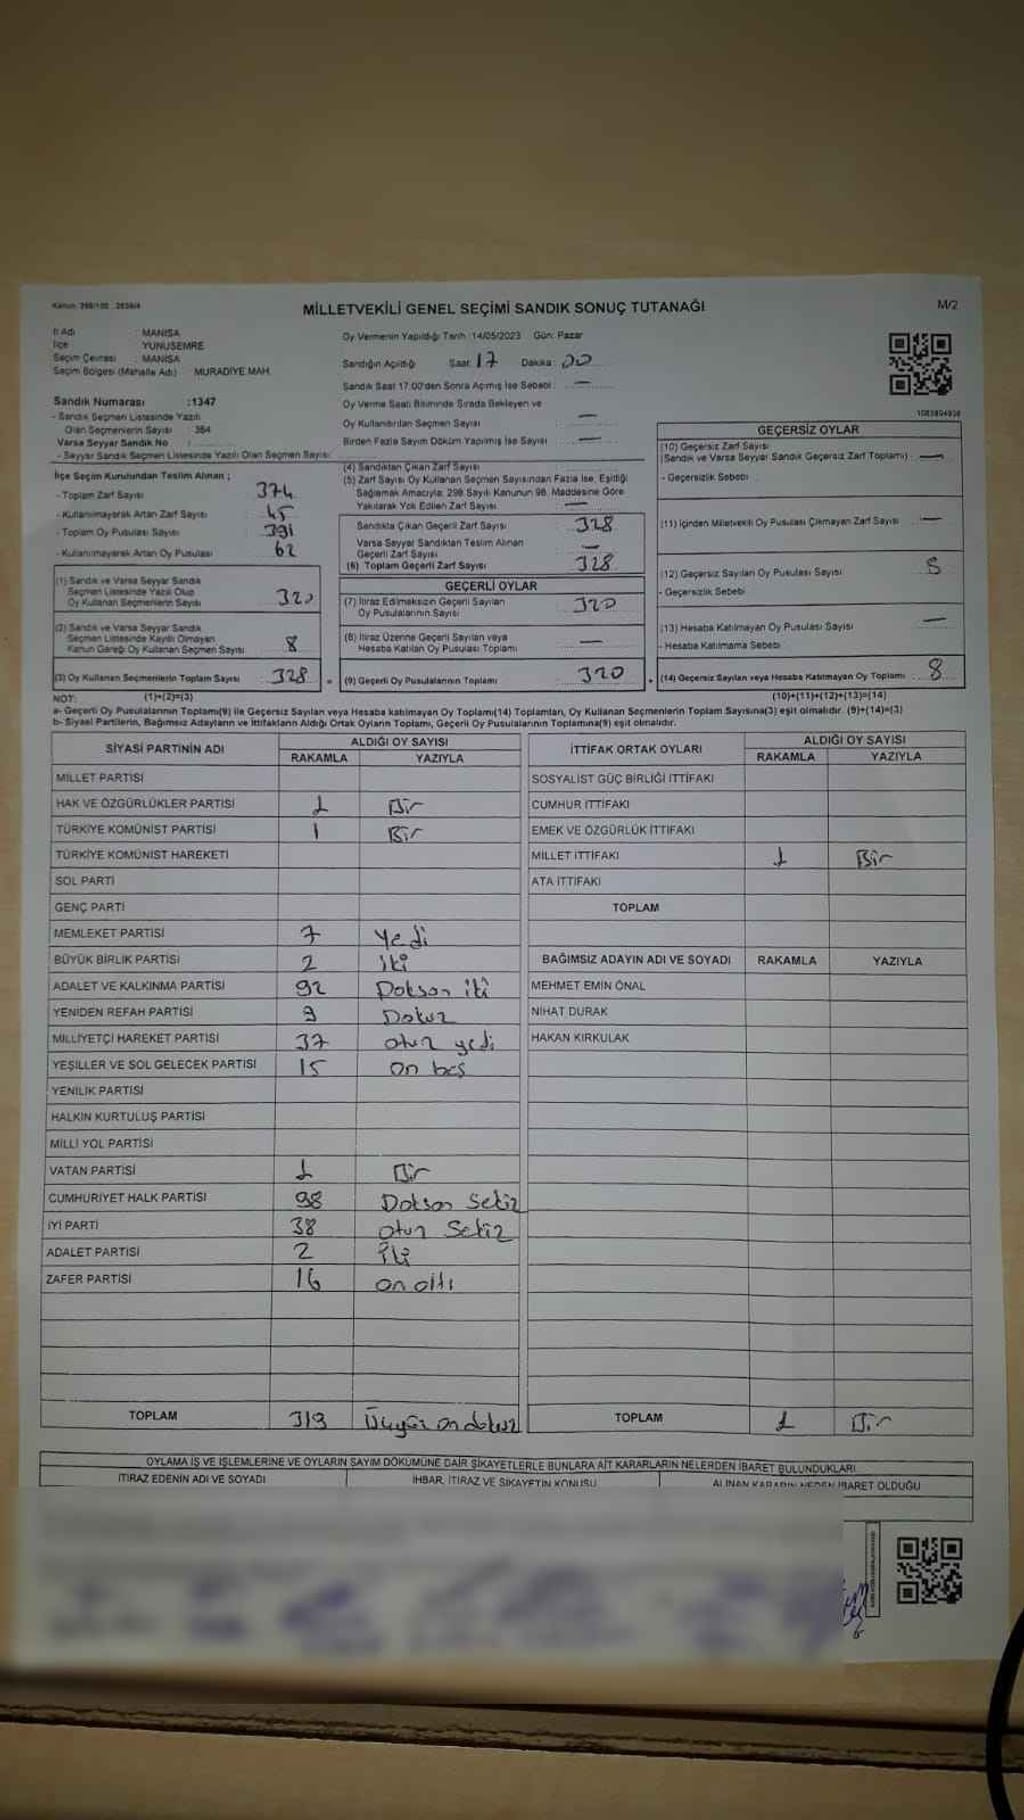 MİLLETVEKİLİ GENEL SEÇİMİ SANDIK SONUÇ TUTANAĞI
M/2
İl Adı : MANİSA
İlçe : YUNUSEMRE
Seçim Çevresi : MANİSA
Seçim Bölgesi (Mahalle Adı) : MURADİYE MAH.
Sandık Numarası :1347
- Sandık Seçmen Listesinde Yazılı
Olan Seçmenlerin Sayısı : 364
Varsa Seyyar Sandık No :
- Seyyar Sandık Seçmen Listesinde Yazılı Olan Seçmen Sayısı:
Oy Vermenin Yapıldığı Tarih :14/05/2023 Gün: Pazar
Sandığın Açıldığı Saat: 17 Dakika: 00
Sandık Saat 17.00'den Sonra Açımış İse Sebebi : —
Oy Verme Saati Bitiminde Sırada Bekleyen ve
Oy Kullandırılan Seçmen Sayısı —
Birden Fazla Sayım Döküm Yapılmış İse Sayısı —
İlçe Seçim Kurulundan Teslim Alınan ;
- Toplam Zarf Sayısı 374
- Kullanılmayarak Artan Zarf Sayısı 45
- Toplam Oy Pusulası Sayısı 391
- Kullanılmayarak Artan Oy Pusulası 62
(1) Sandık ve Varsa Seyyar Sandık
Seçmen Listesinde Yazılı Olup
Oy Kullanan Seçmenlerin Sayısı 320
(2) Sandık ve Varsa Seyyar Sandık
Seçmen Listesinde Kayıtlı Olmayan
Kanun Gereği Oy Kullanan Seçmen Sayısı 8
(3) Oy Kullanan Seçmenlerin Toplam Sayısı 328
(4) Sandıktan Çıkan Zarf Sayısı
(5) Zarf Sayısı Oy Kullanan Seçmen Sayısından Fazla İse, Eşitliği
Sağlamak Amacıyla; 298 Sayılı Kanunun 98. Maddesine Göre
Yakılarak Yok Edilen Zarf Sayısı —
Sandıkta Çıkan Geçerli Zarf Sayısı 328
Varsa Seyyar Sandıktan Teslim Alınan
Geçerli Zarf Sayısı —
(6) Toplam Geçerli Zarf Sayısı 328
GEÇERLİ OYLAR
(7) İtiraz Edilmeksizin Geçerli Sayılan
Oy Pusulalarının Sayısı 320
(8) İtiraz Üzerine Geçerli Sayılan veya
Hesaba Katılan Oy Pusulası Toplamı —
(9) Geçerli Oy Pusulalarının Toplamı 320
GEÇERSİZ OYLAR
(10) Geçersiz Zarf Sayısı
(Sandık ve Varsa Seyyar Sandık Geçersiz Zarf Toplamı) : —
- Geçersizlik Sebebi
(11) İçinden Milletvekili Oy Pusulası Çıkmayan Zarf Sayısı —
(12) Geçersiz Sayılan Oy Pusulası Sayısı 8
- Geçersizlik Sebebi
(13) Hesaba Katılmayan Oy Pusulası Sayısı —
- Hesaba Katılmama Sebebi
(14) Geçersiz Sayılan veya Hesaba Katılmayan Oy Toplamı 8
NOT: (1)+(2)=(3) (10)+(11)+(12)+(13)=(14)
a- Geçerli Oy Pusulalarının Toplamı(9) ile Geçersiz Sayılan veya Hesaba katılmayan Oy Toplamı(14) Toplamları, Oy Kullanan Seçmenlerin Toplam Sayısına(3) eşit olmalıdır. (9)+(14)=(3)
b- Siyasi Partilerin, Bağımsız Adayların ve İttifakların Aldığı Ortak Oyların Toplamı, Geçerli Oy Pusulalarının Toplamına(9) eşit olmalıdır.
SİYASİ PARTİNİN ADI ALDIĞI OY SAYISI
RAKAMLA YAZIYLA
MİLLET PARTİSİ
HAK VE ÖZGÜRLÜKLER PARTİSİ 1 Bir
TÜRKİYE KOMÜNİST PARTİSİ 1 Bir
TÜRKİYE KOMÜNİST HAREKETİ
SOL PARTİ
GENÇ PARTİ
MEMLEKET PARTİSİ 7 Yedi
BÜYÜK BİRLİK PARTİSİ 2 iki
ADALET VE KALKINMA PARTİSİ 92 Doksan iki
YENİDEN REFAH PARTİSİ 9 Dokuz
MİLLİYETÇİ HAREKET PARTİSİ 37 otuz yedi
YEŞİLLER VE SOL GELECEK PARTİSİ 15 on beş
YENİLİK PARTİSİ
HALKIN KURTULUŞ PARTİSİ
MİLLİ YOL PARTİSİ
VATAN PARTİSİ 1 Bir
CUMHURİYET HALK PARTİSİ 98 Doksan Sekiz
İYİ PARTİ 38 otuz Sekiz
ADALET PARTİSİ 2 İki
ZAFER PARTİSİ 16 on altı
TOPLAM 319 Üçyüz on dokuz
İTTİFAK ORTAK OYLARI ALDIĞI OY SAYISI
RAKAMLA YAZIYLA
SOSYALİST GÜÇ BİRLİĞİ İTTİFAKI
CUMHUR İTTİFAKI
EMEK VE ÖZGÜRLÜK İTTİFAKI
MİLLET İTTİFAKI 1 Bir
ATA İTTİFAKI
TOPLAM
BAĞIMSIZ ADAYIN ADI VE SOYADI RAKAMLA YAZIYLA
MEHMET EMİN ÖNAL
NİHAT DURAK
HAKAN KIRKULAK
TOPLAM 1 Bir
OYLAMA İŞ VE İŞLEMLERİNE VE OYLARIN SAYIM DÖKÜMÜNE DAİR ŞİKAYETLERLE BUNLARA AİT KARARLARIN NELERDEN İBARET BULUNDUKLARI
İTİRAZ EDENİN ADI VE SOYADI İHBAR, İTİRAZ VE ŞİKAYETİN KONUSU ALINAN KARARIN NEDEN İBARET OLDUĞU